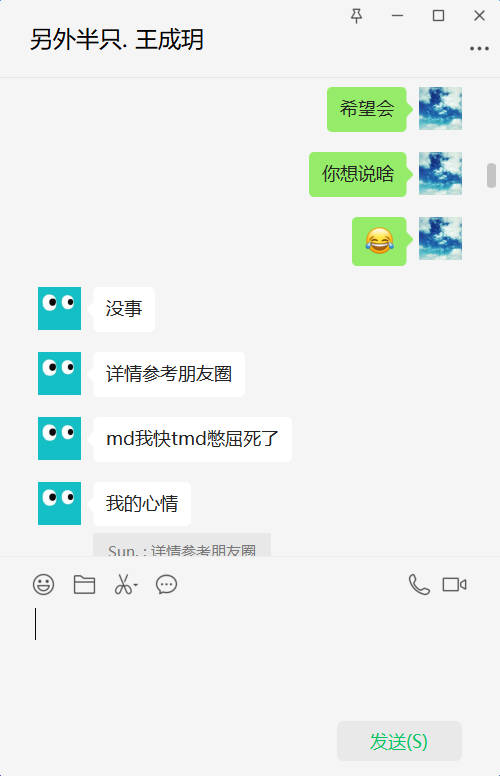 另外半只. 王成玥
希望会
你想说啥
没事
详情参考朋友圈
md我快tmd憋屈死了
我的心情
Sun. : 详情参考朋友圈
发送(S)